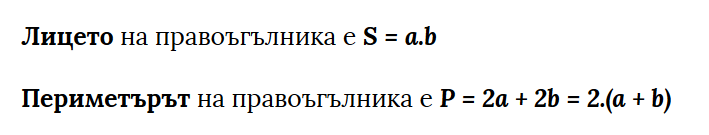 Лицето на правоъгълника е S = a.b
Периметърът на правоъгълника е P = 2a + 2b = 2.(a + b)